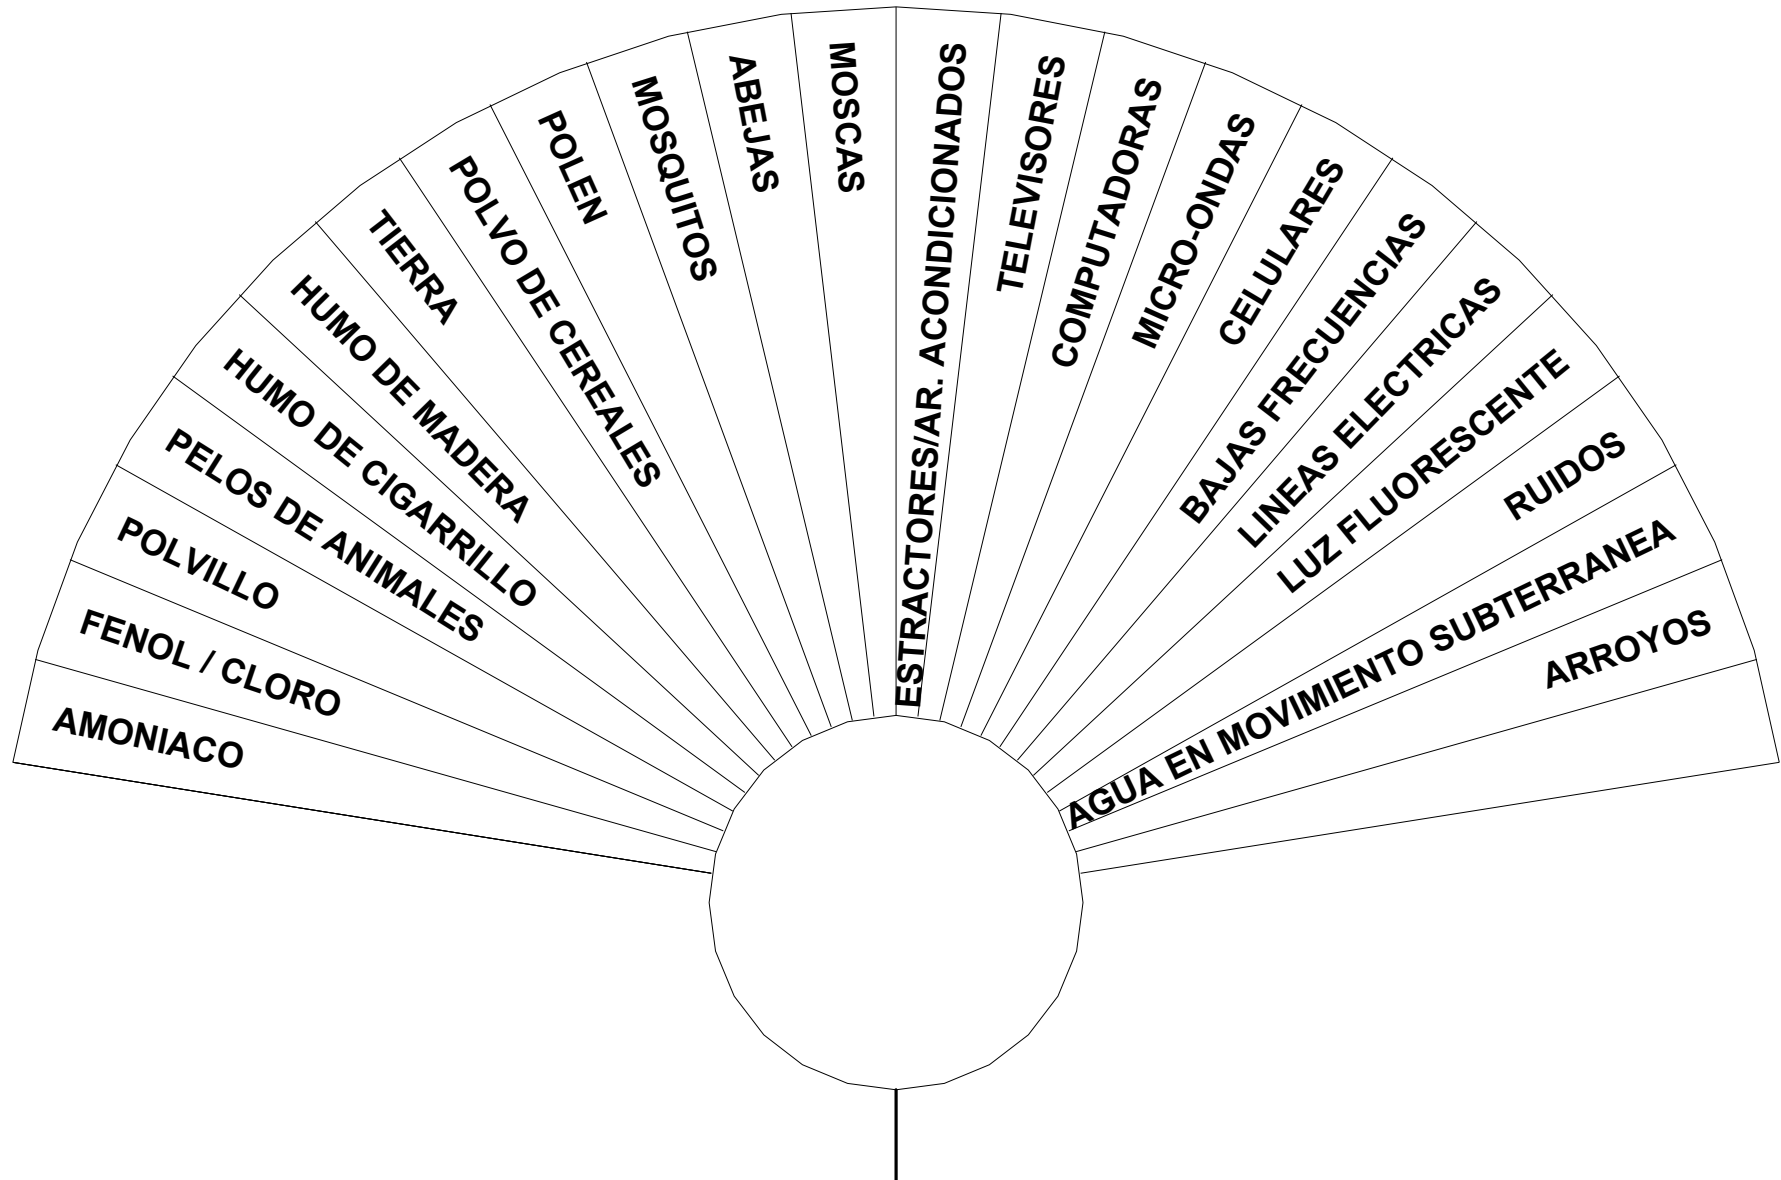 AMONIACO
FENOL / CLORO
POLVILLO
PELOS DE ANIMALES
HUMO DE CIGARRILLO
HUMO DE MADERA
TIERRA
POLVO DE CEREALES
POLEN
MOSQUITOS
ABEJAS
MOSCAS
ESTRACTORES/AR. ACONDICIONADOS
TELEVISORES
COMPUTADORAS
MICRO-ONDAS
CELULARES
BAJAS FRECUENCIAS
LINEAS ELECTRICAS
LUZ FLUORESCENTE
RUIDOS
AGUA EN MOVIMIENTO SUBTERRANEA
ARROYOS